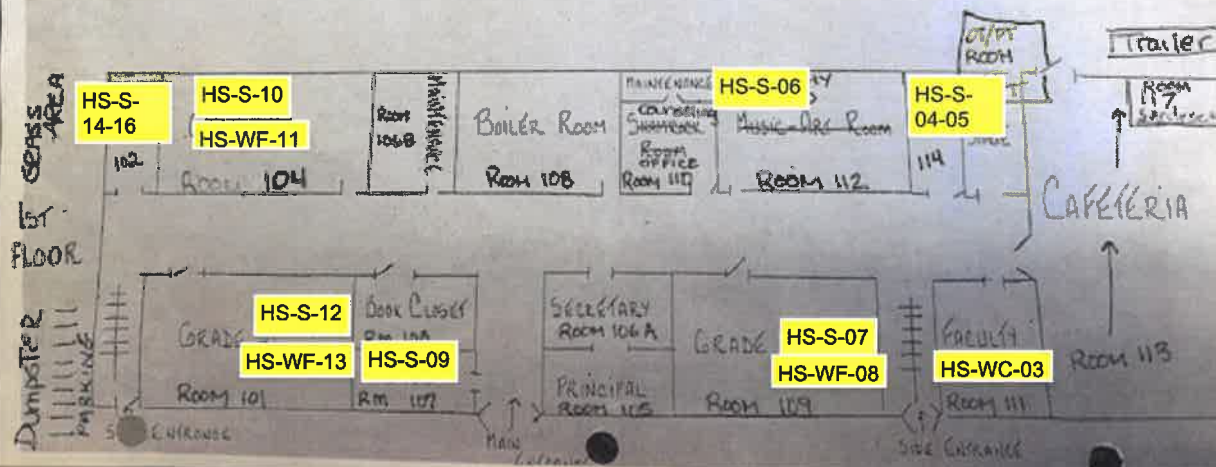 OT/PT
ROOM
Trailer
GRASS
AREA
HS-S-
14-16
HS-S-10
HS-WF-11
102
ROOM 104
Room
106B
MAINTENANCE
BOILER ROOM
ROOM 108
MAINTENANCE
COUNSELING
ROOM
OFFICE
ROOM 110
HS-S-06
MUSIC-ART ROOM
ROOM 112
HS-S-
04-05
114
ROOM
117
CAFETERIA
1ST
FLOOR
DUMPSTER
PARKING
GRADE
HS-S-12
HS-WF-13
ROOM 101
BOOK CLOSET
HS-S-09
Rm 107
SECRETARY
ROOM 106A
PRINCIPAL
ROOM 105
GRADE
HS-S-07
HS-WF-08
ROOM 109
FACULTY
HS-WC-03
ROOM 111
ROOM 113
ENTRANCE
MAIN
SIDE ENTRANCE